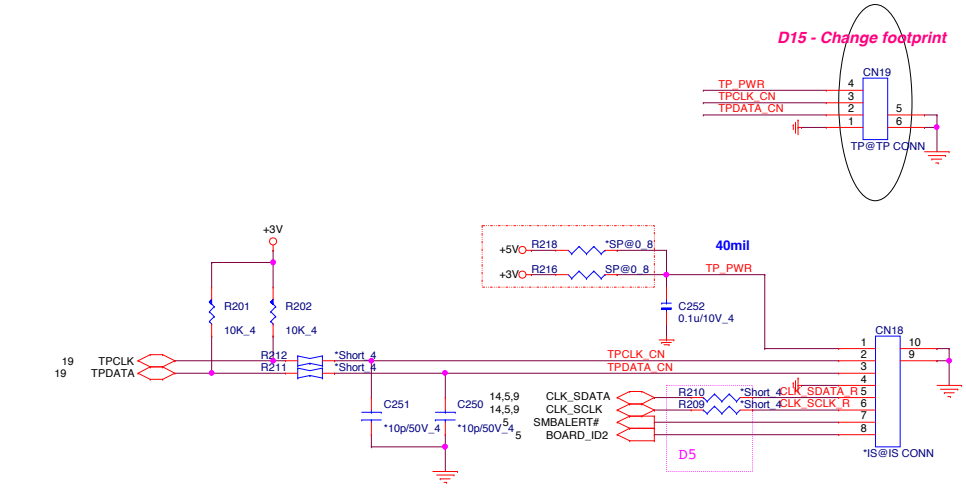 D15 - Change footprint
CN19
TP_PWR 4
TPCLK_CN 3
TPDATA_CN 2 5
1 6
TP@TP CONN
+3V
+5V R218 *SP@0_8 40mil
+3V R216 SP@0_8 TP_PWR
R201 R202
10K_4 10K_4
C252
0.1u/10V_4
CN18
1 10
19 TPCLK R212 *Short_4 TPCLK_CN 2 9
19 TPDATA R211 *Short_4 TPDATA_CN 3
4
14,5,9 CLK_SDATA R210 *Short_4 CLK_SDATA_R 5
14,5,9 CLK_SCLK R209 *Short_4 CLK_SCLK_R 6
5 SMBALERT# 7
5 BOARD_ID2 8
C251 C250
*10p/50V_4 *10p/50V_4
D5
*IS@IS CONN